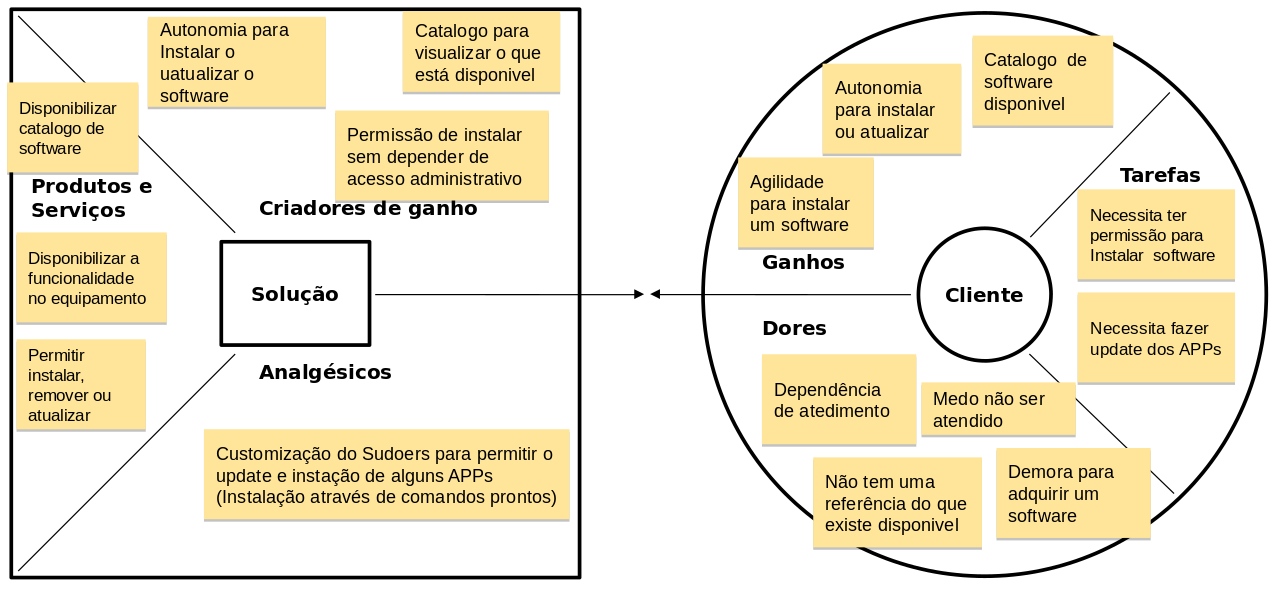 Autonomia para
Instalar o
uatualizar o
software
Catalogo para
visualizar o que
está disponivel
Disponibilizar
catalogo de
software
Permissão de instalar
sem depender de
acesso administrativo
Produtos e
Serviços
Criadores de ganho
Disponibilizar a
funcionalidade
no equipamento
Solução
Permitir
instalar,
remover ou
atualizar
Analgésicos
Customização do Sudoers para permitir o
update e instação de alguns APPs
(Instalação através de comandos prontos)
Catalogo de
software
disponivel
Autonomia
para instalar
ou atualizar
Agilidade
para instalar
um software
Tarefas
Necessita ter
permissão para
Instalar software
Ganhos
Cliente
Dores
Necessita fazer
update dos APPs
Dependência
de atedimento
Medo não ser
atendido
Não tem uma
referência do que
existe disponivel
Demora para
adquirir um
software